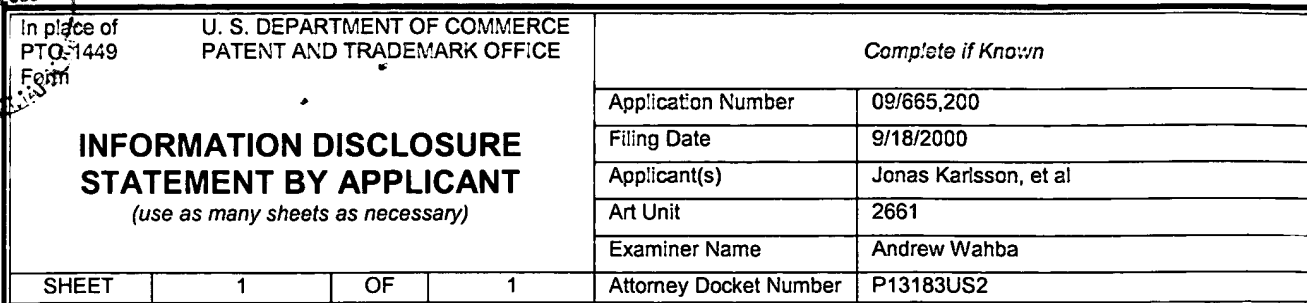 In place of
PTO-1449
Form
U. S. DEPARTMENT OF COMMERCE
PATENT AND TRADEMARK OFFICE
INFORMATION DISCLOSURE
STATEMENT BY APPLICANT
(use as many sheets as necessary)
SHEET 1 OF 1
Complete if Known
Application Number 09/665,200
Filing Date 9/18/2000
Applicant(s) Jonas Karlsson, et al
Art Unit 2661
Examiner Name Andrew Wahba
Attorney Docket Number P13183US2